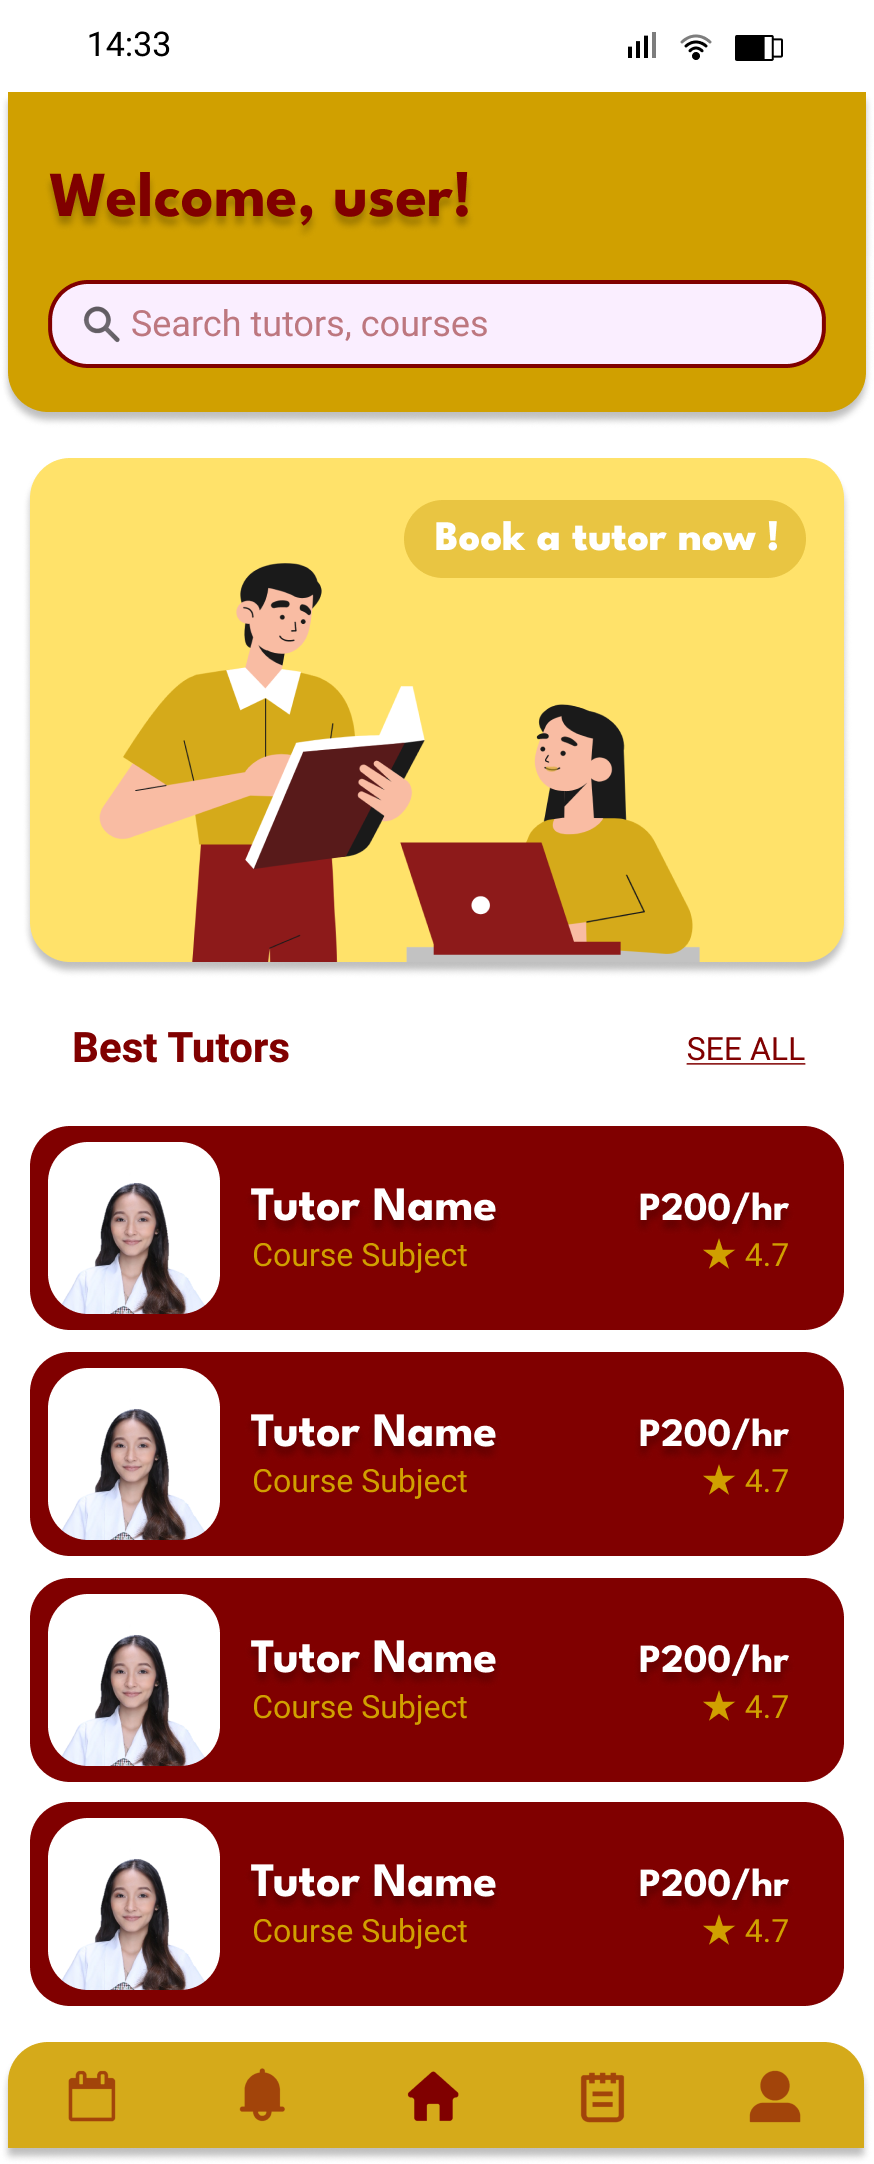 14:33
Welcome, user!
Search tutors, courses
Book a tutor now !
Best Tutors
SEE ALL
Tutor Name
P200/hr
Course Subject
★ 4.7
Tutor Name
P200/hr
Course Subject
★ 4.7
Tutor Name
P200/hr
Course Subject
★ 4.7
Tutor Name
P200/hr
Course Subject
★ 4.7